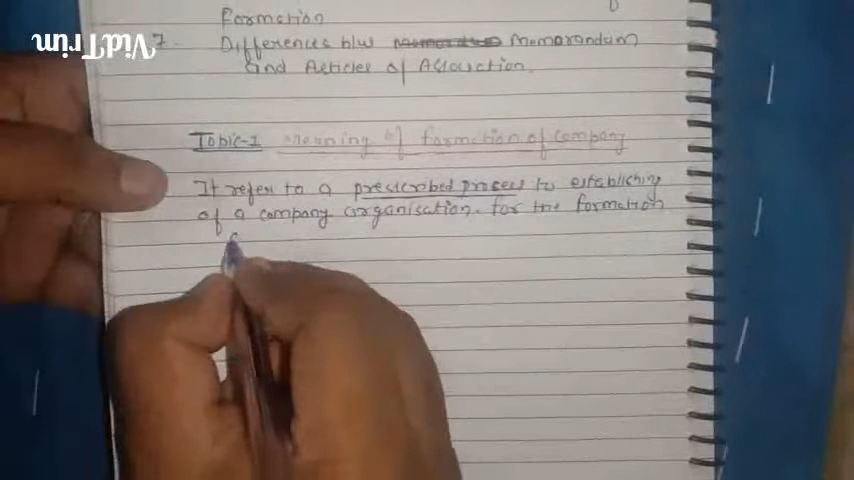 Formation
VidTrim
7. Differences b/w Memorandum
and Articles of Association.
Topic-1 Meaning of formation of Company
It refer to a prescribed process to establishing
of a company organisation. for the formation